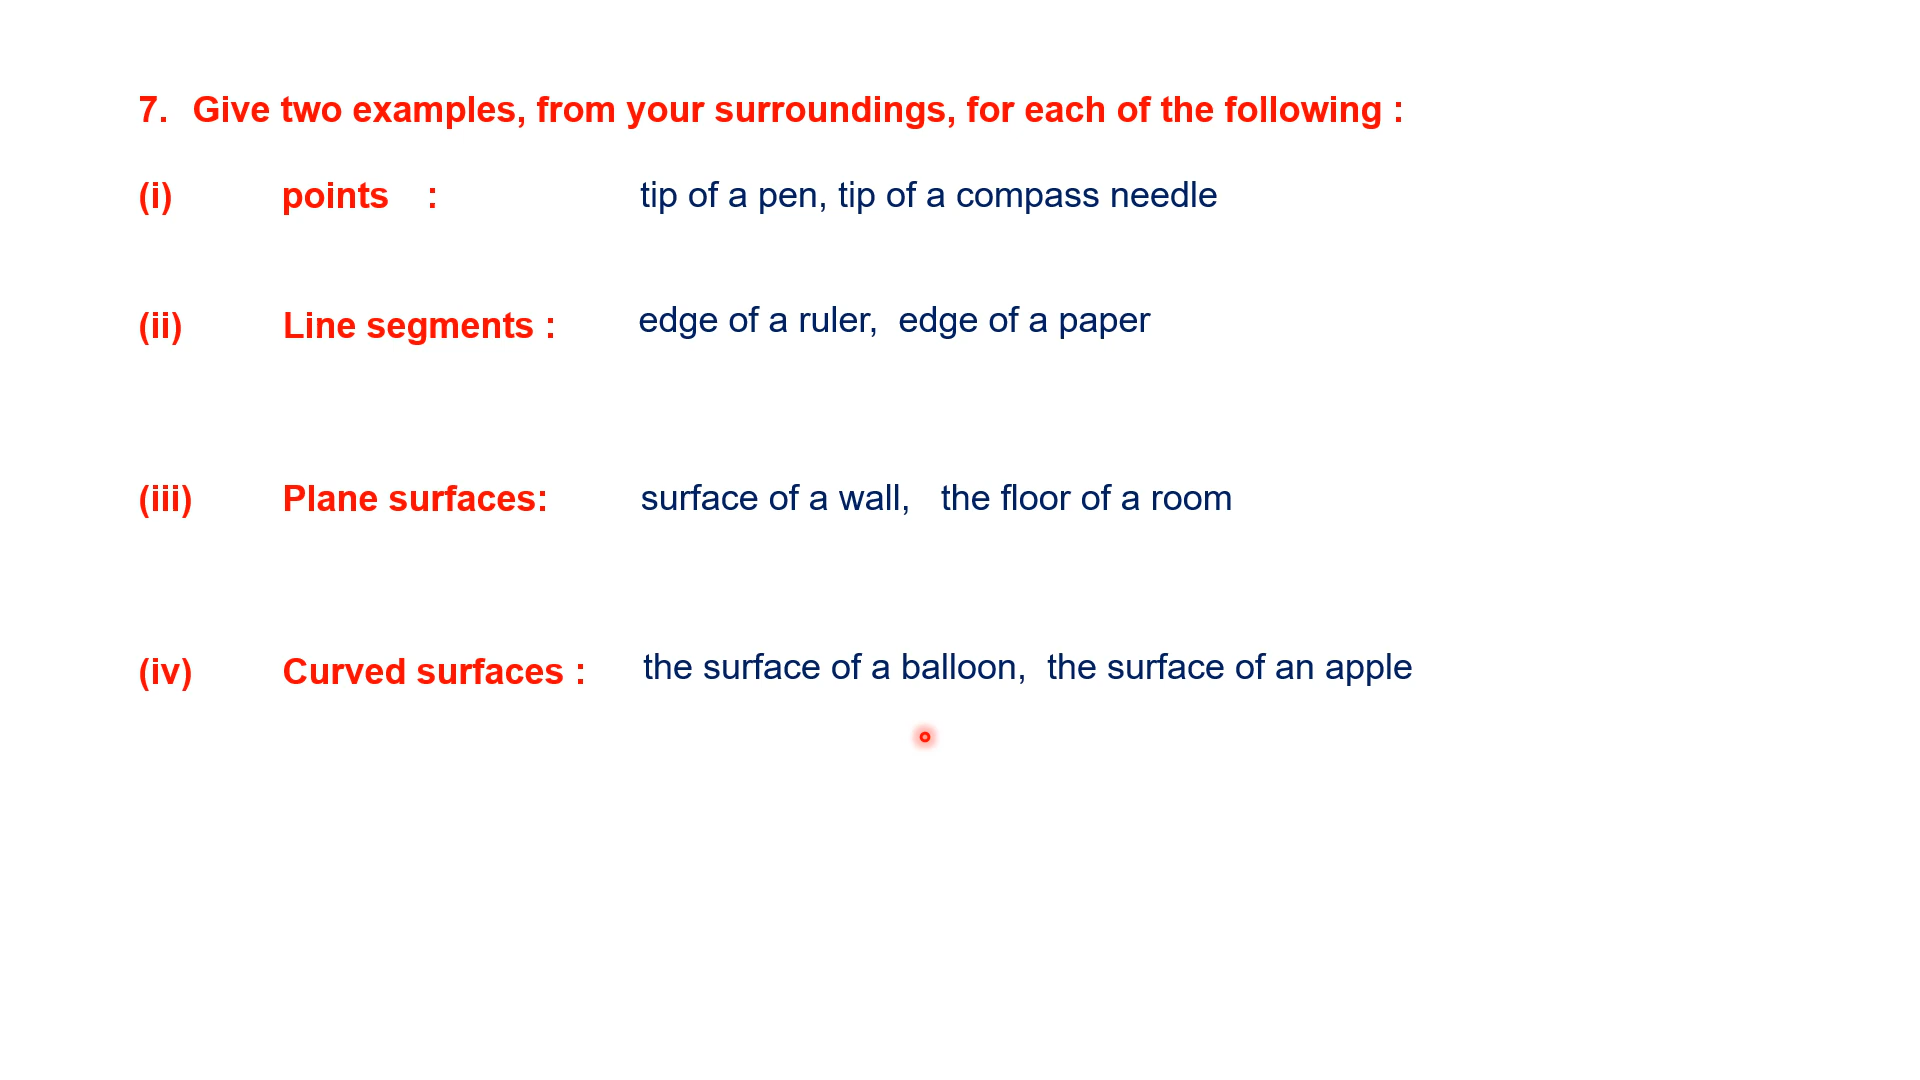 7. Give two examples, from your surroundings, for each of the following :
(i) points : tip of a pen, tip of a compass needle
(ii) Line segments : edge of a ruler, edge of a paper
(iii) Plane surfaces: surface of a wall, the floor of a room
(iv) Curved surfaces : the surface of a balloon, the surface of an apple